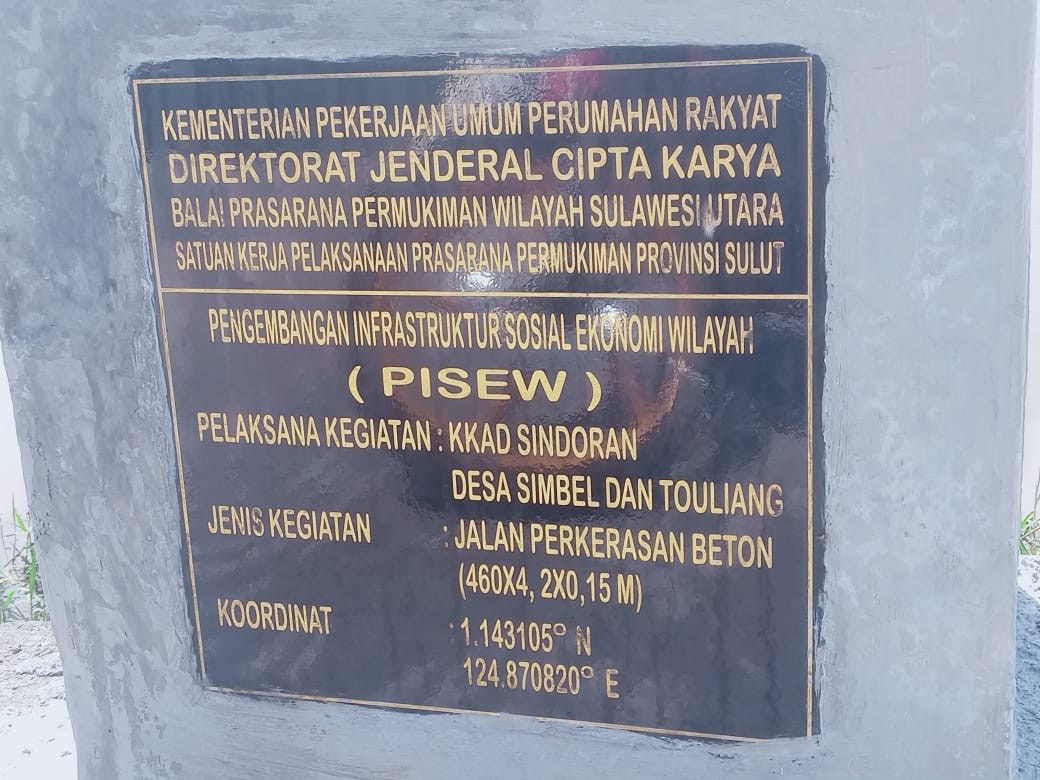 KEMENTERIAN PEKERJAAN UMUM PERUMAHAN RAKYAT
DIREKTORAT JENDERAL CIPTA KARYA
BALAI PRASARANA PERMUKIMAN WILAYAH SULAWESI UTARA
SATUAN KERJA PELAKSANAAN PRASARANA PERMUKIMAN PROVINSI SULUT
PENGEMBANGAN INFRASTRUKTUR SOSIAL EKONOMI WILAYAH
( PISEW )
PELAKSANA KEGIATAN : KKAD SINDORAN
DESA SIMBEL DAN TOULIANG
JENIS KEGIATAN : JALAN PERKERASAN BETON
(460X4, 2X0,15 M)
KOORDINAT : 1.143105° N
124.870820° E